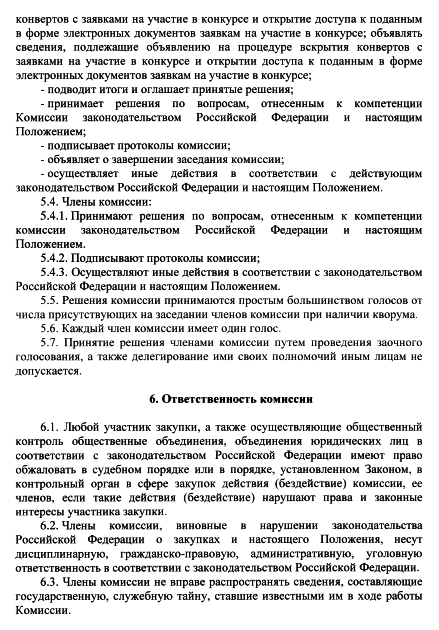 конвертов с заявками на участие в конкурсе и открытие доступа к поданным
в форме электронных документов заявкам на участие в конкурсе; объявлять
сведения, подлежащие объявлению на процедуре вскрытия конвертов с
заявками на участие в конкурсе и открытии доступа к поданным в форме
электронных документов заявкам на участие в конкурсе;
- подводит итоги и оглашает принятые решения;
- принимает решения по вопросам, отнесенным к компетенции
Комиссии законодательством Российской Федерации и настоящим
Положением;
- подписывает протоколы комиссии;
- объявляет о завершении заседания комиссии;
- осуществляет иные действия в соответствии с действующим
законодательством Российской Федерации и настоящим Положением.
5.4. Члены комиссии:
5.4.1. Принимают решения по вопросам, отнесенным к компетенции
комиссии законодательством Российской Федерации и настоящим
Положением.
5.4.2. Подписывают протоколы комиссии;
5.4.3. Осуществляют иные действия в соответствии с законодательством
Российской Федерации и настоящим Положением.
5.5. Решения комиссии принимаются простым большинством голосов от
числа присутствующих на заседании членов комиссии при наличии кворума.
5.6. Каждый член комиссии имеет один голос.
5.7. Принятие решения членами комиссии путем проведения заочного
голосования, а также делегирование ими своих полномочий иным лицам не
допускается.
6. Ответственность комиссии
6.1. Любой участник закупки, а также осуществляющие общественный
контроль общественные объединения, объединения юридических лиц в
соответствии с законодательством Российской Федерации имеют право
обжаловать в судебном порядке или в порядке, установленном Законом, в
контрольный орган в сфере закупок действия (бездействие) комиссии, ее
членов, если такие действия (бездействие) нарушают права и законные
интересы участника закупки.
6.2. Члены комиссии, виновные в нарушении законодательства
Российской Федерации о закупках и настоящего Положения, несут
дисциплинарную, гражданско-правовую, административную, уголовную
ответственность в соответствии с законодательством Российской Федерации.
6.3. Члены комиссии не вправе распространять сведения, составляющие
государственную, служебную тайну, ставшие известными им в ходе работы
Комиссии.